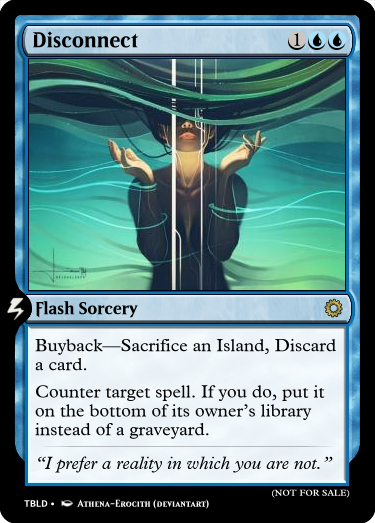 Disconnect 1
Flash Sorcery
Buyback—Sacrifice an Island, Discard
a card.
Counter target spell. If you do, put it
on the bottom of its owner's library
instead of a graveyard.
“I prefer a reality in which you are not.”
(NOT FOR SALE)
TBLD • Athena-Erocith (deviantart)